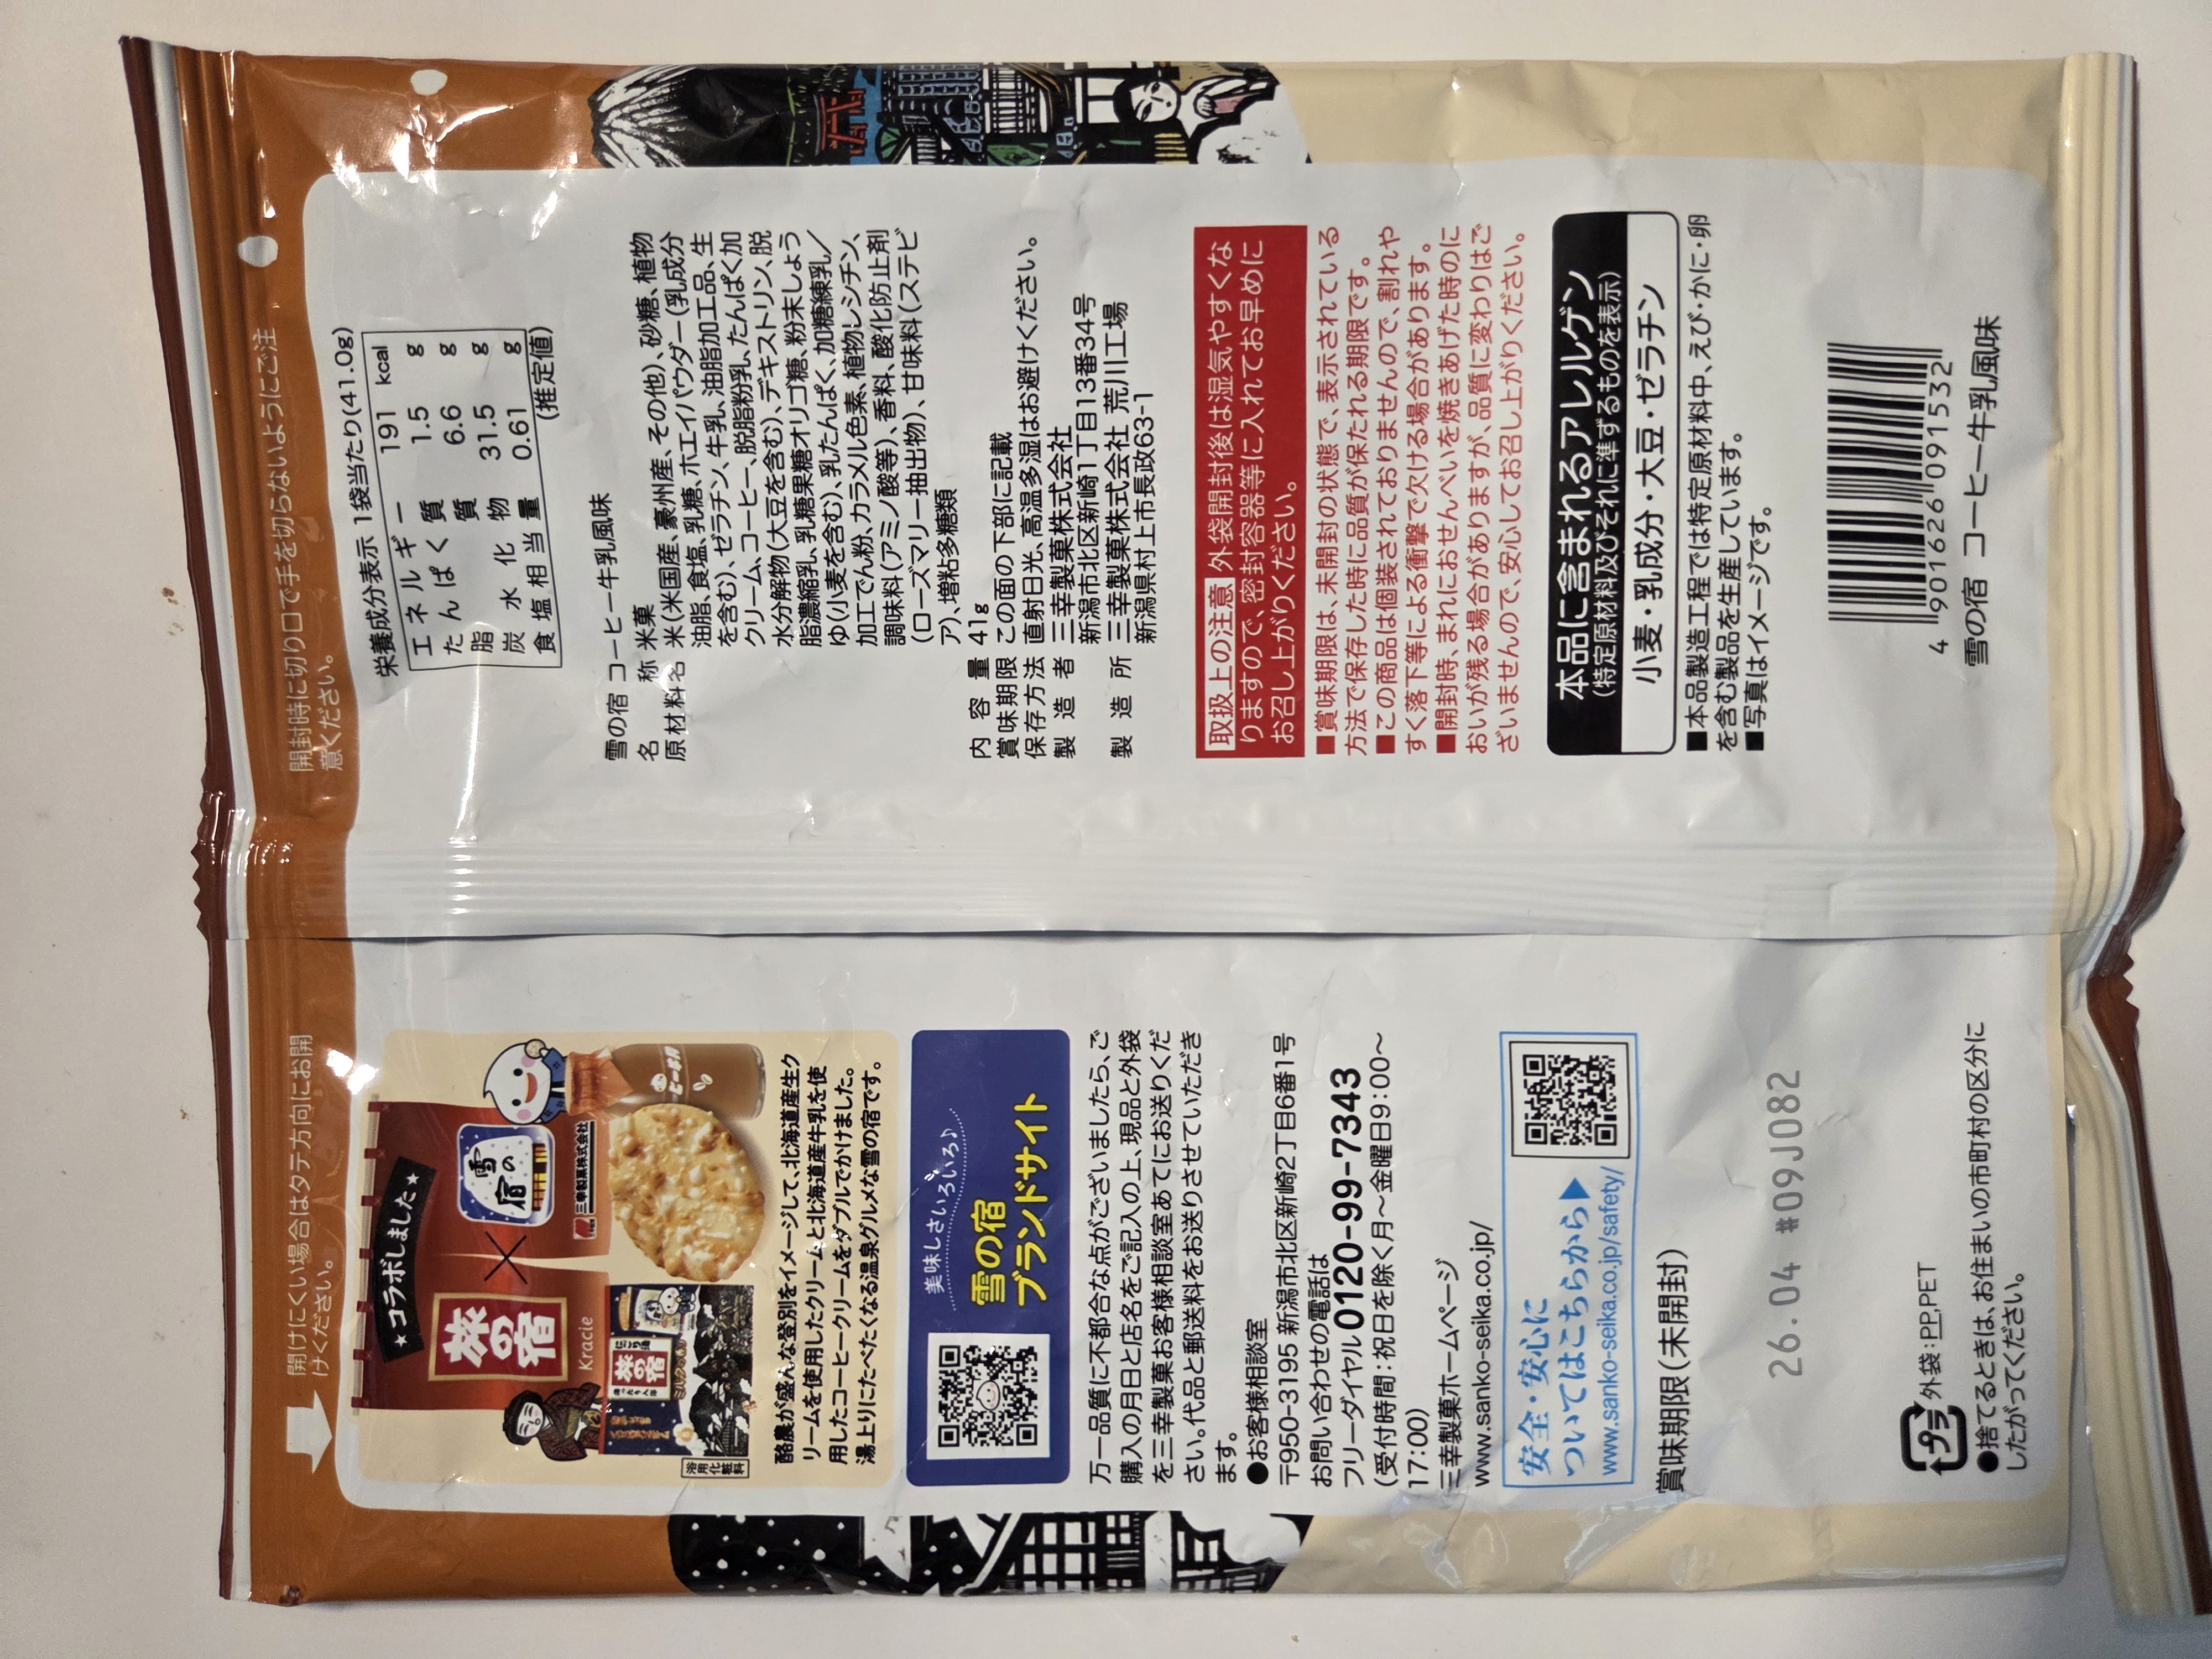 開封時に切り口で手を切らないようにご注
意ください。
栄養成分表示 1袋当たり(41.0g)
エネルギー 191 kcal
たんぱく質 1.5 g
脂質 6.6 g
炭水化物 31.5 g
食塩相当量 0.61 g
(推定値)
雪の宿 コーヒー牛乳風味
名称 米菓
原材料名 米(米国産、豪州産、その他)、砂糖、植物
油脂、食塩、乳糖、ホエイパウダー(乳成分
を含む)、ゼラチン、牛乳、油脂加工品、生
クリーム、コーヒー、脱脂粉乳、たんぱく加
水分解物(大豆を含む)、デキストリン、脱
脂濃縮乳、乳糖果糖オリゴ糖、粉末しょう
ゆ(小麦を含む)、乳たんぱく、加糖練乳/
加工でん粉、カラメル色素、植物レシチン、
調味料(アミノ酸等)、香料、酸化防止剤
(ローズマリー抽出物)、甘味料(ステビ
ア)、増粘多糖類
内容量 41g
賞味期限 この面の下部に記載
保存方法 直射日光、高温多湿はお避けください。
製造者 三幸製菓株式会社
新潟市北区新崎1丁目13番34号
製造所 三幸製菓株式会社 荒川工場
新潟県村上市長政63-1
取扱上の注意 外袋開封後は湿気やすくな
りますので、密封容器等に入れてお早めに
お召し上がりください。
■賞味期限は、未開封の状態で、表示されている
方法で保存した時に品質が保たれる期限です。
■この商品は個装されておりませんので、割れや
すく落下等による衝撃で欠ける場合があります。
■開封時、まれにおせんべいを焼きあげた時のに
おいが残る場合がありますが、品質に変わりはご
ざいませんので、安心してお召し上がりください。
本品に含まれるアレルゲン
(特定原材料及びそれに準ずるものを表示)
小麦・乳成分・大豆・ゼラチン
■本品製造工程では特定原材料中、えび・かに・卵
を含む製品を生産しています。
■写真はイメージです。
4 901626 091532
雪の宿 コーヒー牛乳風味
開けにくい場合はタテ方向にお開
けください。
★コラボしました★
旅の宿
Kracie
×
雪の宿
三幸製菓株式会社
コーヒー牛乳
旅の宿
浴用化粧料
酪農が盛んな登別をイメージして、北海道産生ク
リームを使用したクリームと北海道産牛乳を使
用したコーヒークリームをダブルでかけました。
湯上りにたべたくなる温泉グルメな雪の宿です。
美味しさいろいろ♪
雪の宿
ブランドサイト
万一品質に不都合な点がございましたら、ご
購入の月日と店名をご記入の上、現品と外袋
を三幸製菓お客様相談室あてにお送りくだ
さい。代品と郵送料をお送りさせていただき
ます。
●お客様相談室
〒950-3195 新潟市北区新崎2丁目6番1号
お問い合わせの電話は
フリーダイヤル0120-99-7343
(受付時間:祝日を除く月〜金曜日9:00〜
17:00)
三幸製菓ホームページ
www.sanko-seika.co.jp/
安全・安心に
ついてはこちらから▶
www.sanko-seika.co.jp/safety/
賞味期限(未開封)
26.04 #09J082
プラ
外袋:PP,PET
●捨てるときは、お住まいの市町村の区分に
したがってください。